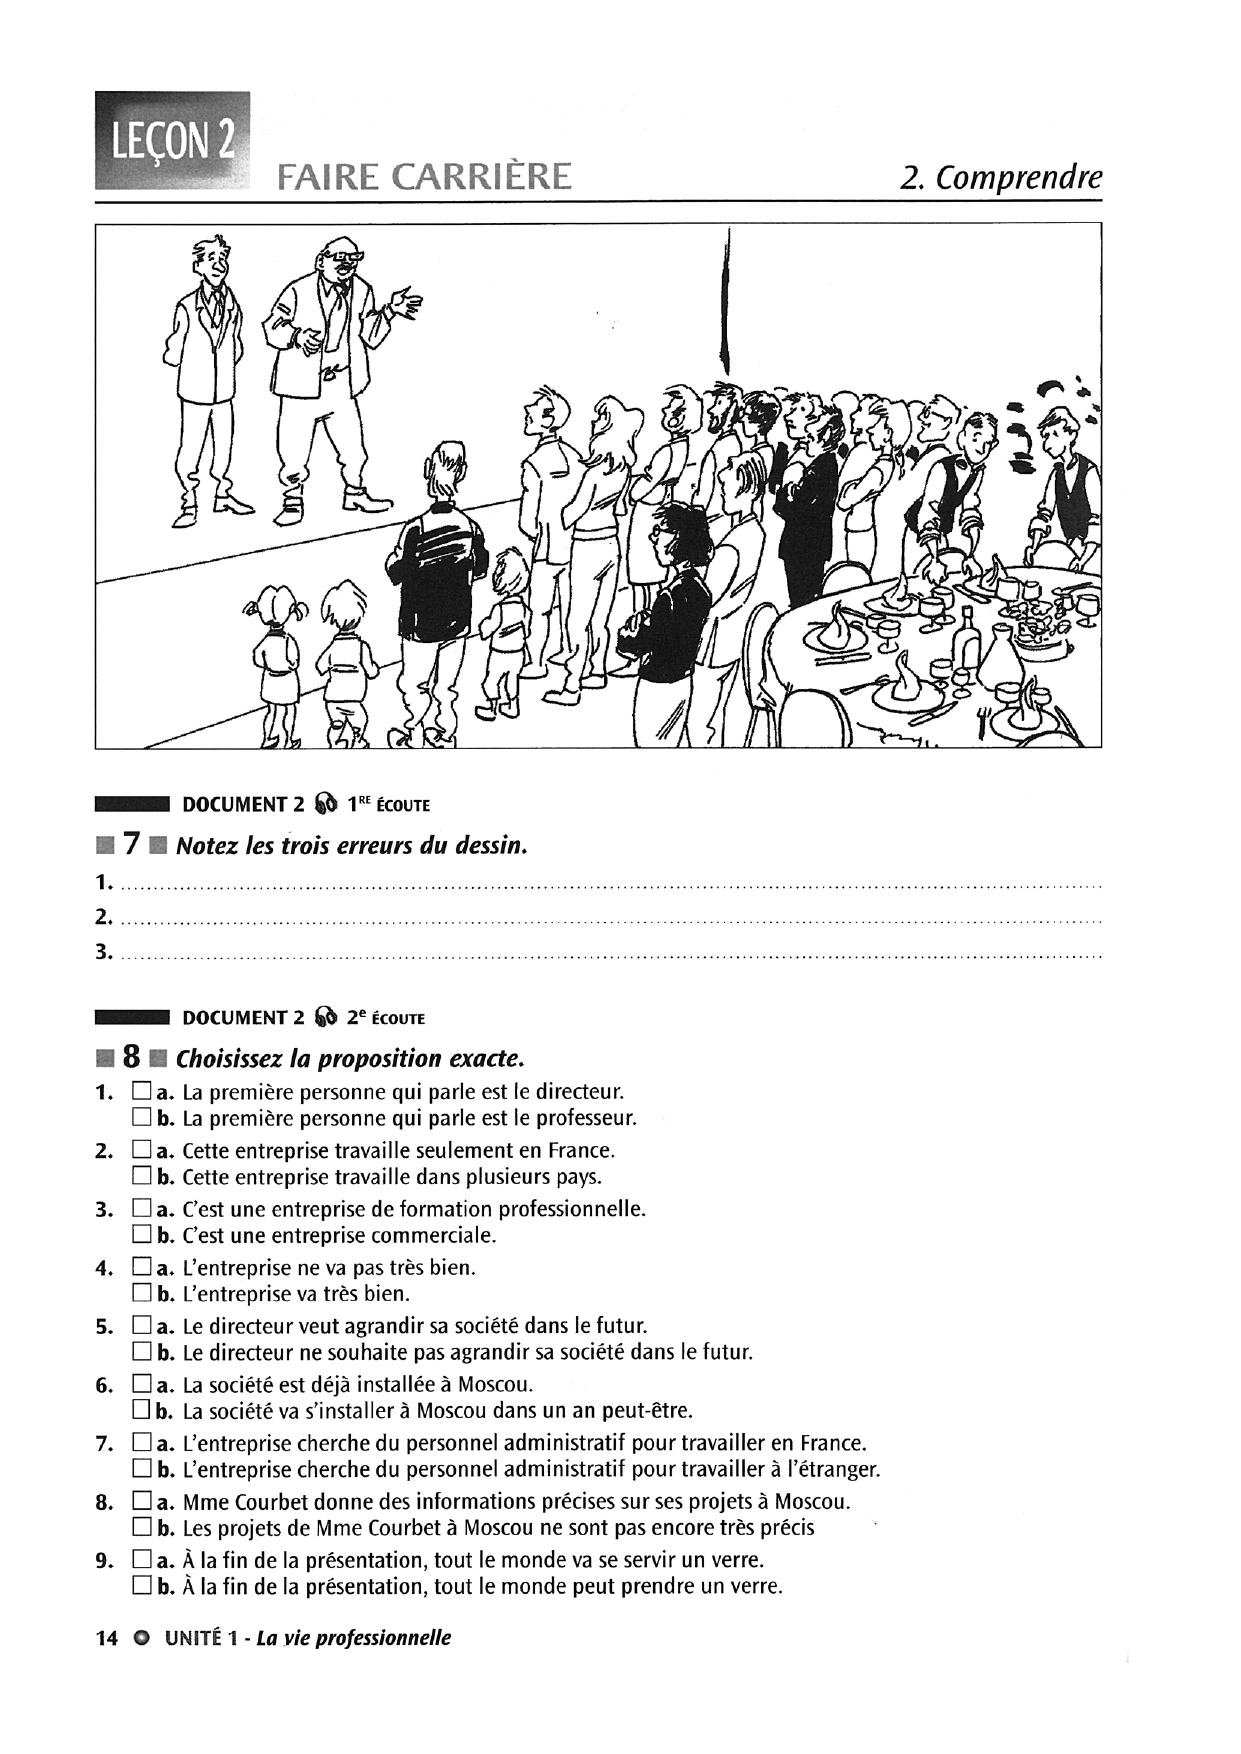 LEÇON 2
FAIRE CARRIÈRE
2. Comprendre
DOCUMENT 2 1RE ÉCOUTE
7 Notez les trois erreurs du dessin.
1. ........................................................................
2. ........................................................................
3. ........................................................................
DOCUMENT 2 2e ÉCOUTE
8 Choisissez la proposition exacte.
1. □ a. La première personne qui parle est le directeur.
□ b. La première personne qui parle est le professeur.
2. □ a. Cette entreprise travaille seulement en France.
□ b. Cette entreprise travaille dans plusieurs pays.
3. □ a. C'est une entreprise de formation professionnelle.
□ b. C'est une entreprise commerciale.
4. □ a. L'entreprise ne va pas très bien.
□ b. L'entreprise va très bien.
5. □ a. Le directeur veut agrandir sa société dans le futur.
□ b. Le directeur ne souhaite pas agrandir sa société dans le futur.
6. □ a. La société est déjà installée à Moscou.
□ b. La société va s'installer à Moscou dans un an peut-être.
7. □ a. L'entreprise cherche du personnel administratif pour travailler en France.
□ b. L'entreprise cherche du personnel administratif pour travailler à l'étranger.
8. □ a. Mme Courbet donne des informations précises sur ses projets à Moscou.
□ b. Les projets de Mme Courbet à Moscou ne sont pas encore très précis
9. □ a. À la fin de la présentation, tout le monde va se servir un verre.
□ b. À la fin de la présentation, tout le monde peut prendre un verre.
14 UNITÉ 1 - La vie professionnelle